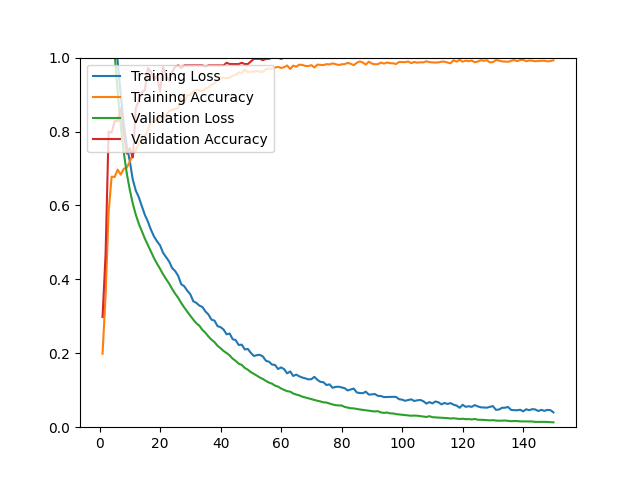 1.0
0.8
0.6
0.4
0.2
0.0
Training Loss
Training Accuracy
Validation Loss
Validation Accuracy
0 20 40 60 80 100 120 140